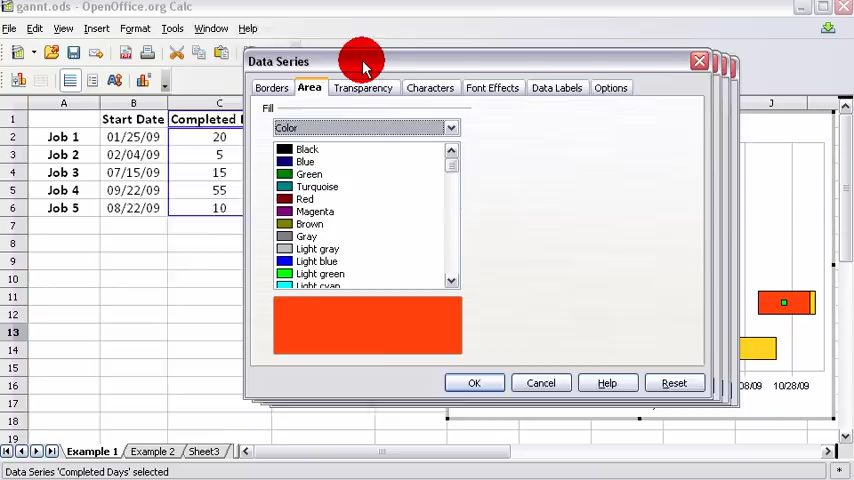 gannt.ods - OpenOffice.org Calc
File Edit View Insert Format Tools Window Help
A B C J
1 Start Date Completed
2 Job 1 01/25/09 20
3 Job 2 02/04/09 5
4 Job 3 07/15/09 15
5 Job 4 09/22/09 55
6 Job 5 08/22/09 10
7
8
9
10
11
12
13
14
15
16
17
18
19
Data Series
Borders Area Transparency Characters Font Effects Data Labels Options
Fill
Color
Black
Blue
Green
Turquoise
Red
Magenta
Brown
Gray
Light gray
Light blue
Light green
Light cyan
OK Cancel Help Reset
08/09 10/28/09
Example 1 Example 2 Sheet3
Data Series 'Completed Days' selected *